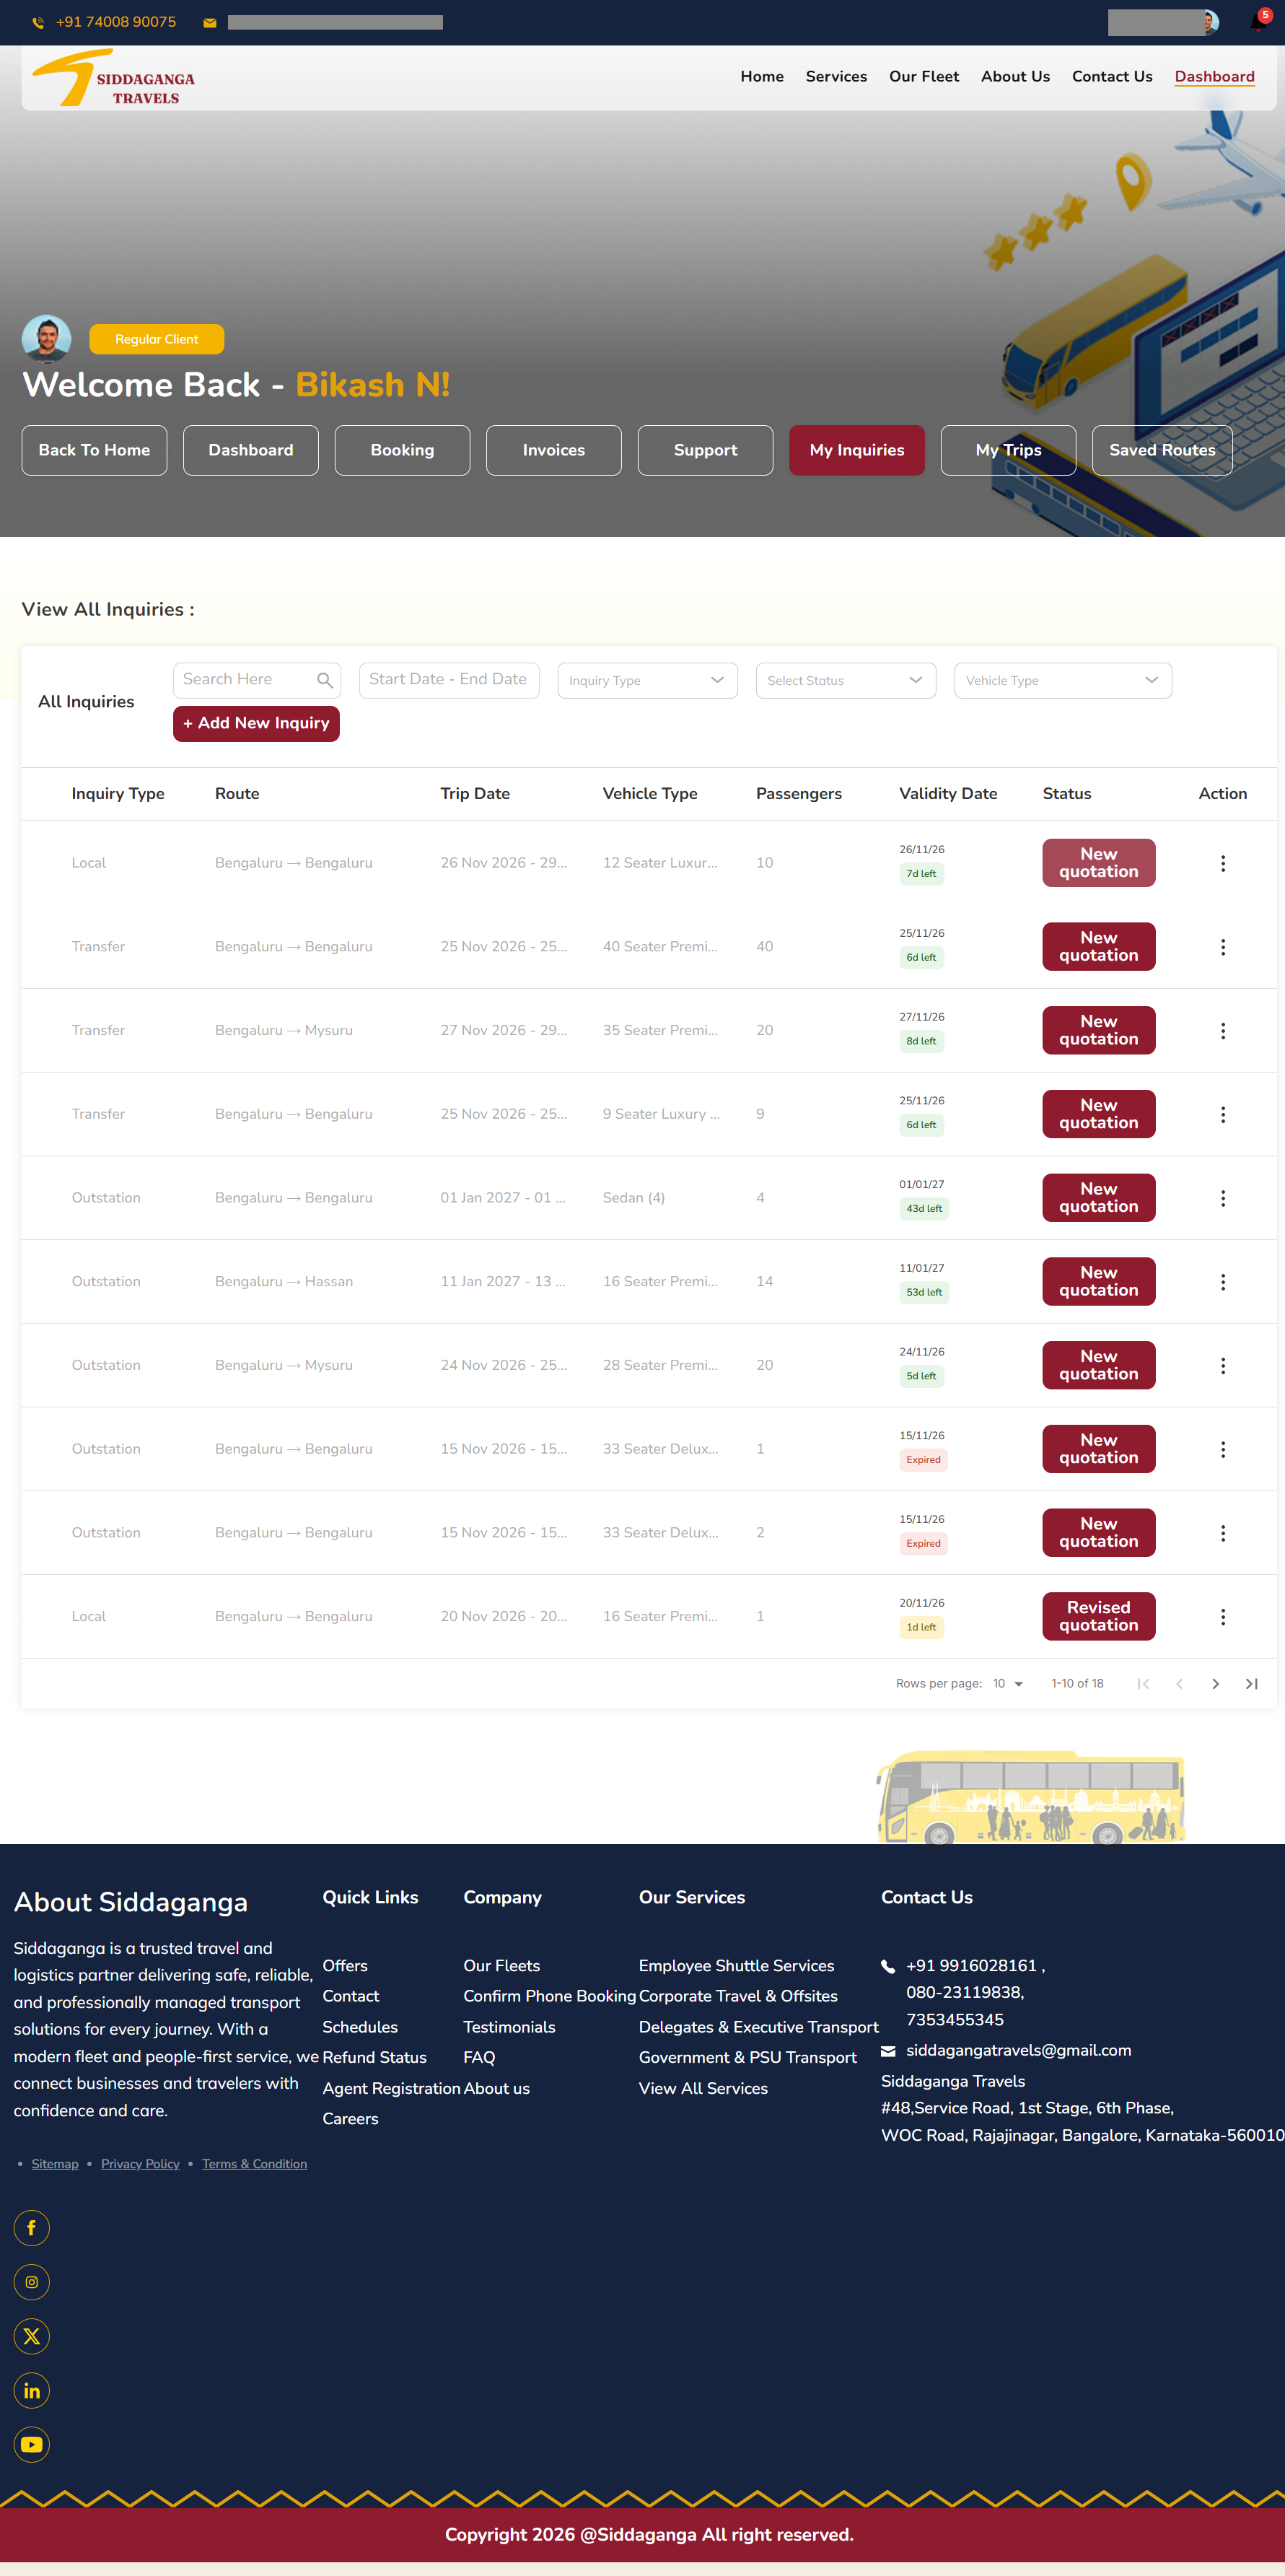 +91 74008 90075
5
SIDDAGANGA
TRAVELS
Home Services Our Fleet About Us Contact Us Dashboard
Regular Client
Welcome Back - Bikash N!
Back To Home Dashboard Booking Invoices Support My Inquiries My Trips Saved Routes
View All Inquiries :
All Inquiries
Search Here Start Date - End Date Inquiry Type Select Status Vehicle Type
+ Add New Inquiry
Inquiry Type Route Trip Date Vehicle Type Passengers Validity Date Status Action
Local Bengaluru → Bengaluru 26 Nov 2026 - 29... 12 Seater Luxur... 10 26/11/26 7d left New quotation
Transfer Bengaluru → Bengaluru 25 Nov 2026 - 25... 40 Seater Premi... 40 25/11/26 6d left New quotation
Transfer Bengaluru → Mysuru 27 Nov 2026 - 29... 35 Seater Premi... 20 27/11/26 8d left New quotation
Transfer Bengaluru → Bengaluru 25 Nov 2026 - 25... 9 Seater Luxury ... 9 25/11/26 6d left New quotation
Outstation Bengaluru → Bengaluru 01 Jan 2027 - 01 ... Sedan (4) 4 01/01/27 43d left New quotation
Outstation Bengaluru → Hassan 11 Jan 2027 - 13 ... 16 Seater Premi... 14 11/01/27 53d left New quotation
Outstation Bengaluru → Mysuru 24 Nov 2026 - 25... 28 Seater Premi... 20 24/11/26 5d left New quotation
Outstation Bengaluru → Bengaluru 15 Nov 2026 - 15... 33 Seater Delux... 1 15/11/26 Expired New quotation
Outstation Bengaluru → Bengaluru 15 Nov 2026 - 15... 33 Seater Delux... 2 15/11/26 Expired New quotation
Local Bengaluru → Bengaluru 20 Nov 2026 - 20... 16 Seater Premi... 1 20/11/26 1d left Revised quotation
Rows per page: 10 1-10 of 18
About Siddaganga
Siddaganga is a trusted travel and
logistics partner delivering safe, reliable,
and professionally managed transport
solutions for every journey. With a
modern fleet and people-first service, we
connect businesses and travelers with
confidence and care.
• Sitemap • Privacy Policy • Terms & Condition
Quick Links
Offers
Contact
Schedules
Refund Status
Agent Registration
Careers
Company
Our Fleets
Confirm Phone Booking
Testimonials
FAQ
About us
Our Services
Employee Shuttle Services
Corporate Travel & Offsites
Delegates & Executive Transport
Government & PSU Transport
View All Services
Contact Us
+91 9916028161 ,
080-23119838,
7353455345
siddagangatravels@gmail.com
Siddaganga Travels
#48,Service Road, 1st Stage, 6th Phase,
WOC Road, Rajajinagar, Bangalore, Karnataka-560010
Copyright 2026 @Siddaganga All right reserved.